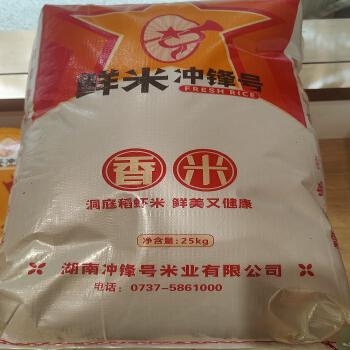 鲜米冲锋号
FRESH RICE
香米
洞庭稻虾米 鲜美又健康
净含量:25kg
湖南冲锋号米业有限公司
电话:0737-5861000